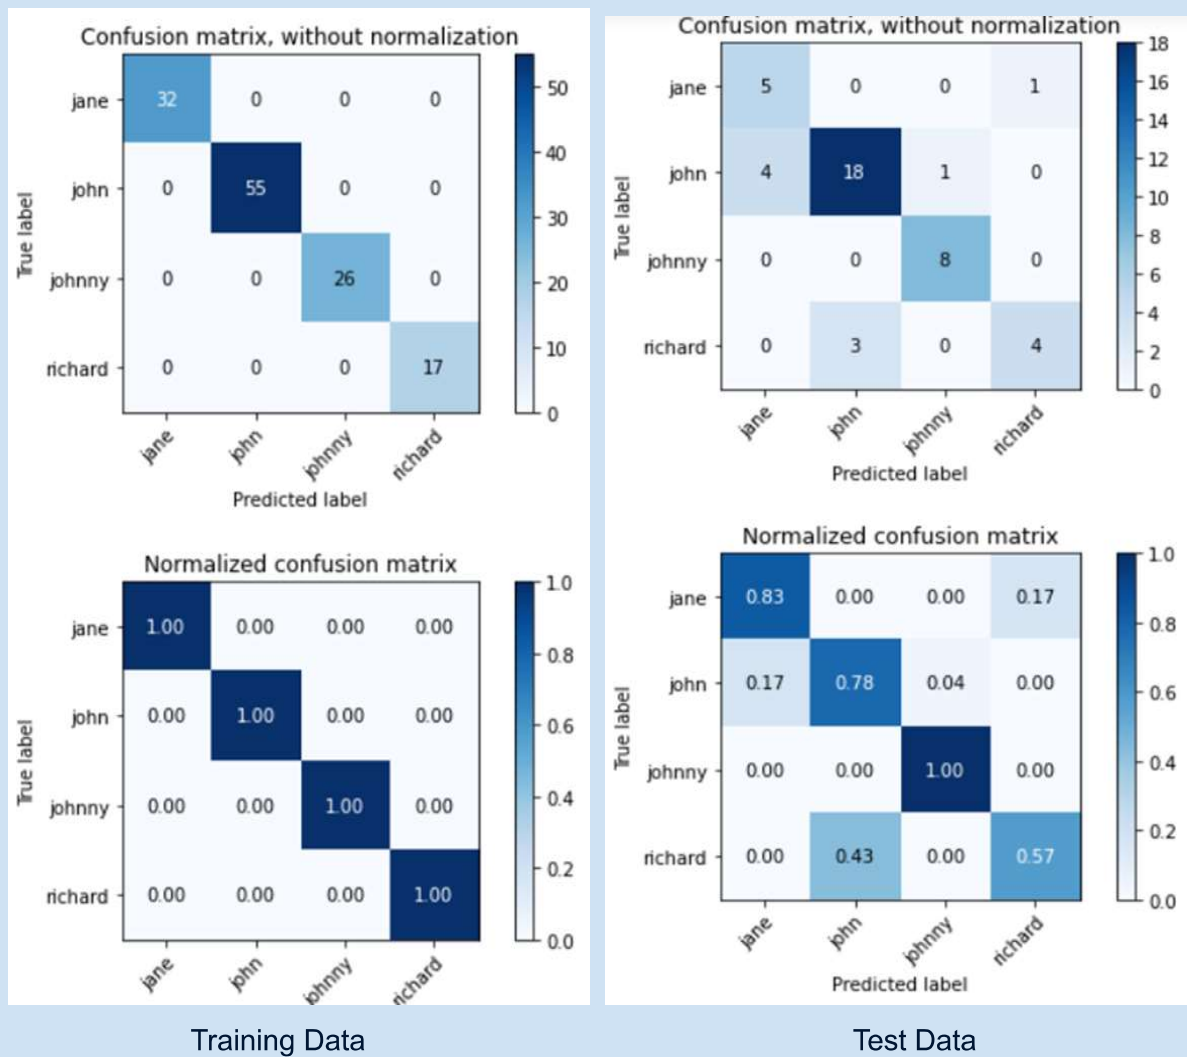 Confusion matrix, without normalization
jane 32 0 0 0
john 0 55 0 0
johnny 0 0 26 0
richard 0 0 0 17
True label
jane john johnny richard
Predicted label
50
40
30
20
10
0
Normalized confusion matrix
jane 1.00 0.00 0.00 0.00
john 0.00 1.00 0.00 0.00
johnny 0.00 0.00 1.00 0.00
richard 0.00 0.00 0.00 1.00
True label
jane john johnny richard
1.0
0.8
0.6
0.4
0.2
0.0
Training Data
Confusion matrix, without normalization
jane 5 0 0 1
john 4 18 1 0
johnny 0 0 8 0
richard 0 3 0 4
True label
jane john johnny richard
Predicted label
18
16
14
12
10
8
6
4
2
0
Normalized confusion matrix
jane 0.83 0.00 0.00 0.17
john 0.17 0.78 0.04 0.00
johnny 0.00 0.00 1.00 0.00
richard 0.00 0.43 0.00 0.57
True label
jane john johnny richard
Predicted label
1.0
0.8
0.6
0.4
0.2
0.0
Test Data